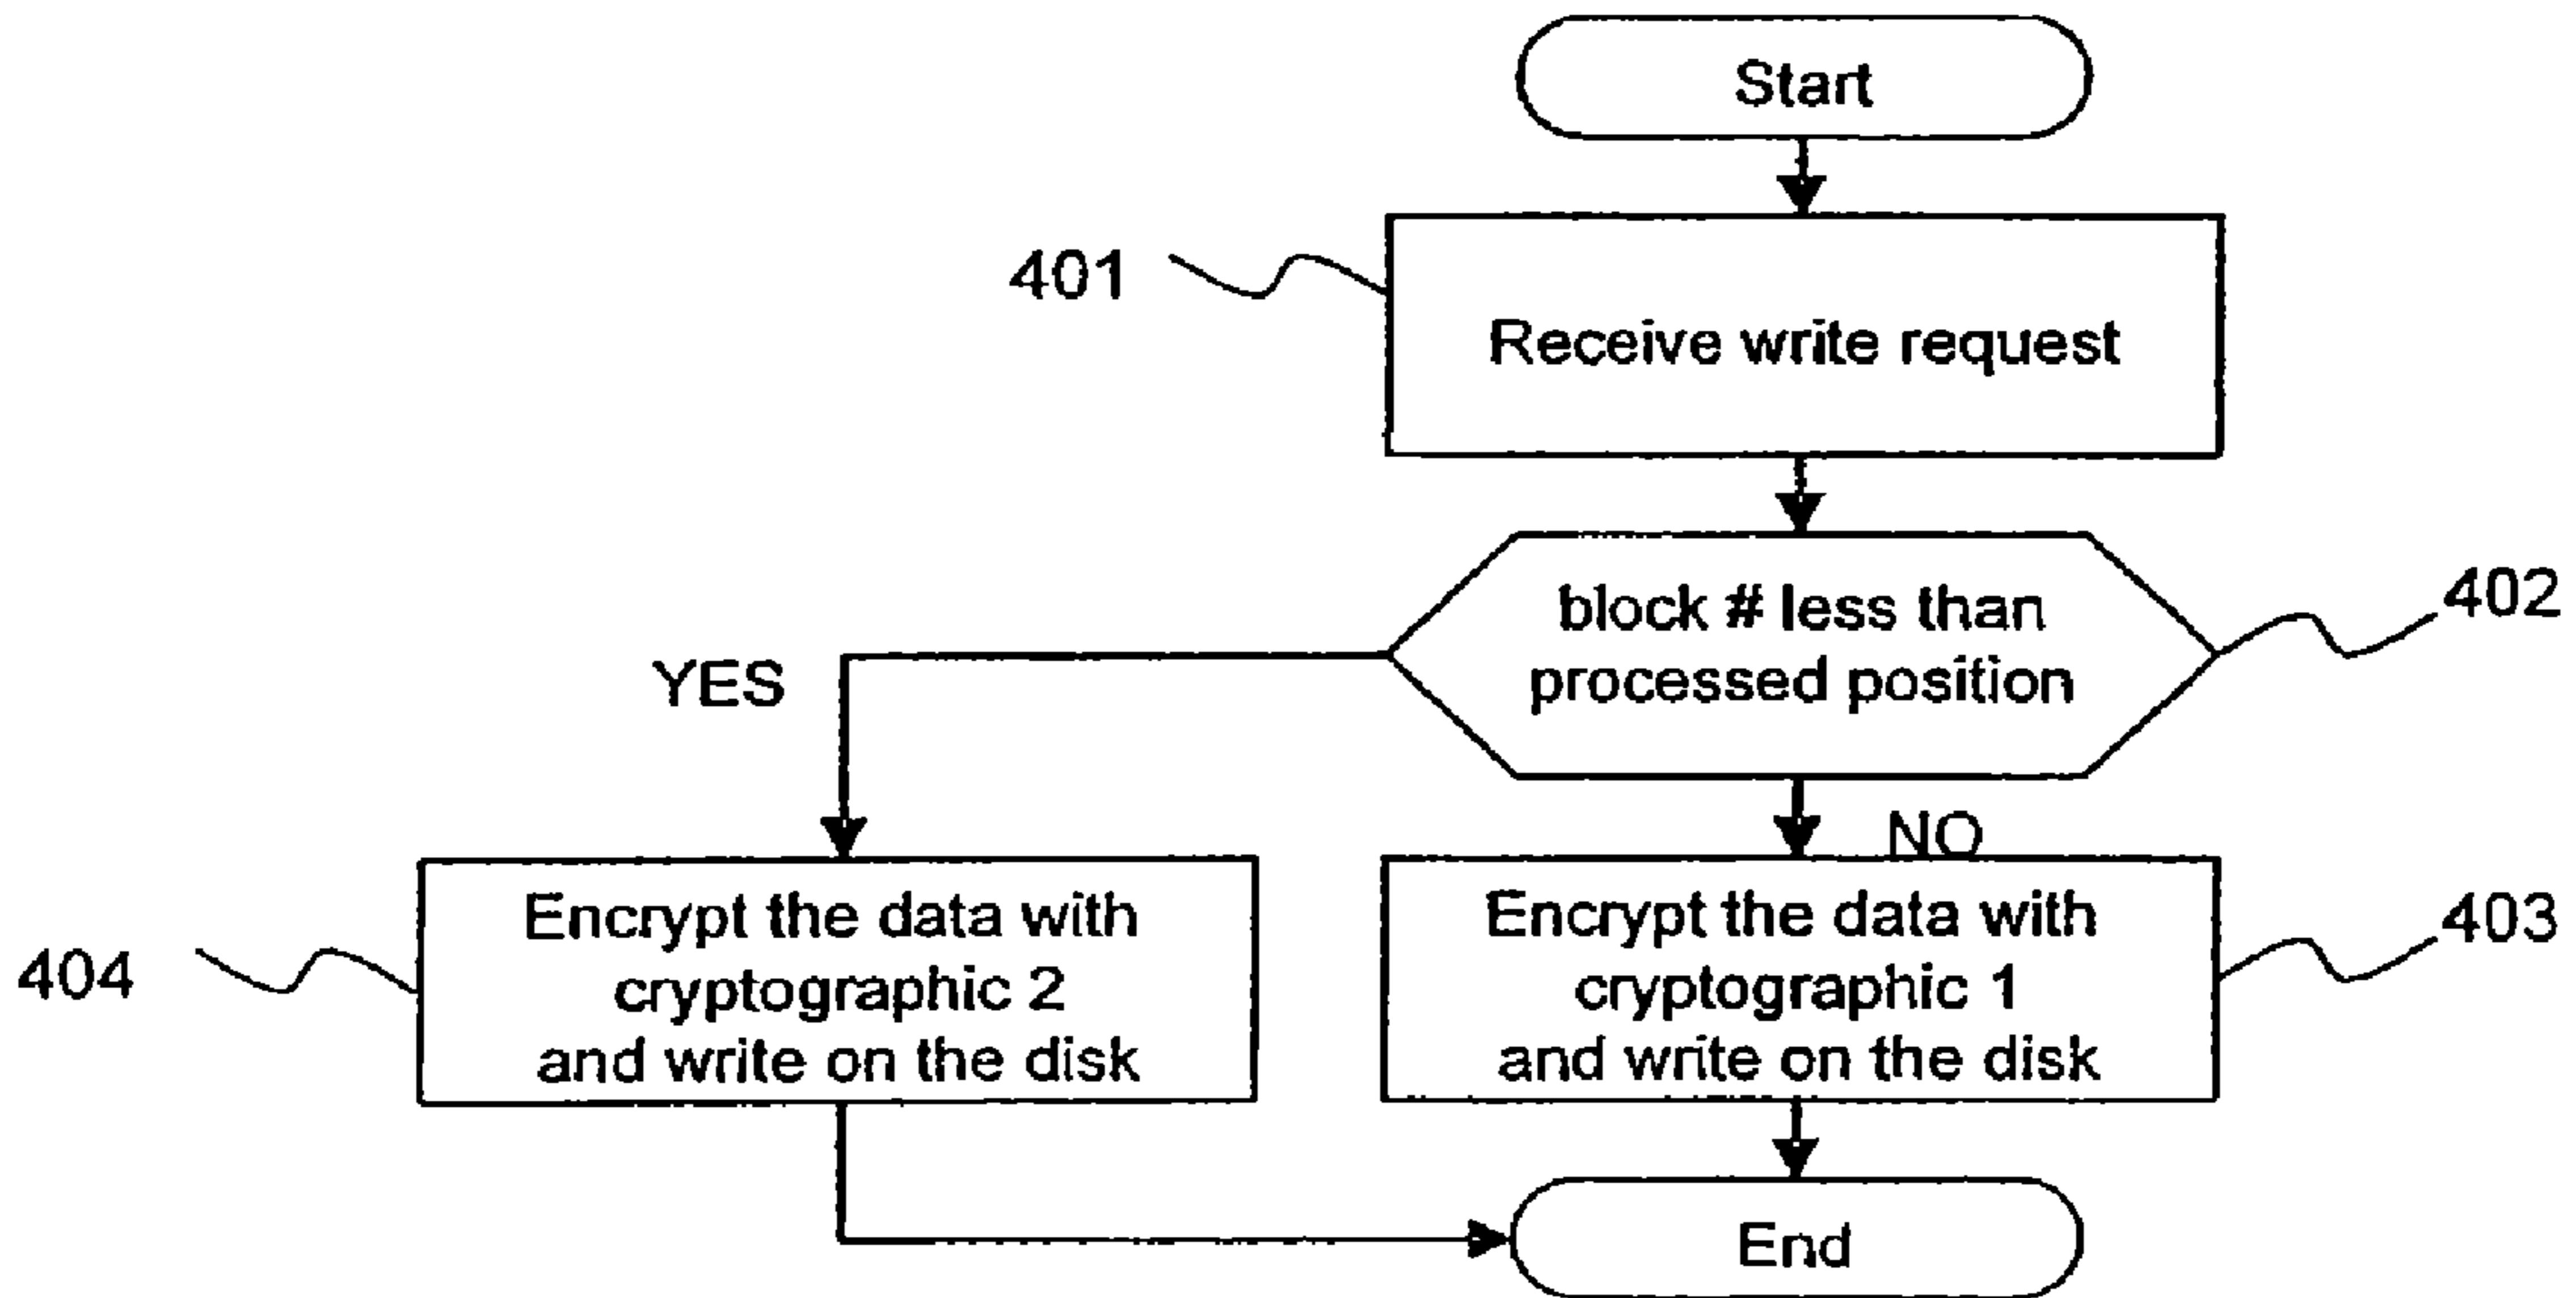 Start
401
Receive write request
block # less than
processed position
402
YES
NO
Encrypt the data with
cryptographic 2
and write on the disk
404
Encrypt the data with
cryptographic 1
and write on the disk
403
End